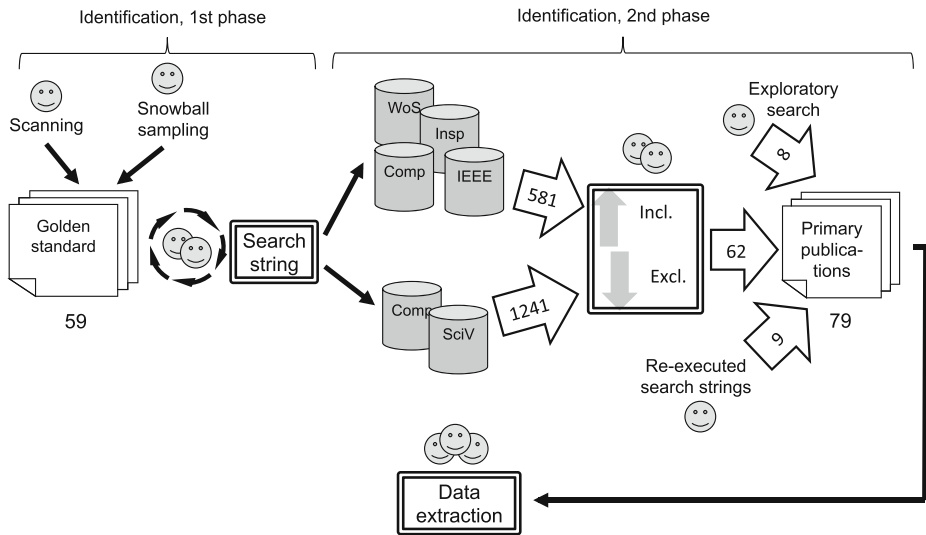 Identification, 1st phase
Identification, 2nd phase
Scanning
Snowball
sampling
Golden
standard
59
Search
string
WoS
Insp
Comp
IEEE
Comp
SciV
581
1241
Incl.
Excl.
Exploratory
search
8
62
9
Primary
publica-
tions
79
Re-executed
search strings
Data
extraction